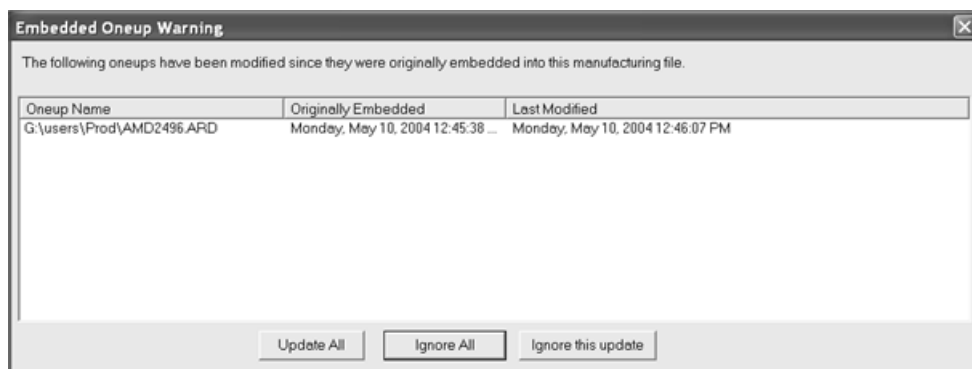 Embedded Oneup Warning
The following oneups have been modified since they were originally embedded into this manufacturing file.
Oneup Name Originally Embedded Last Modified
G:\users\Prod\AMD2496.ARD Monday, May 10, 2004 12:45:38 ... Monday, May 10, 2004 12:46:07 PM
Update All Ignore All Ignore this update